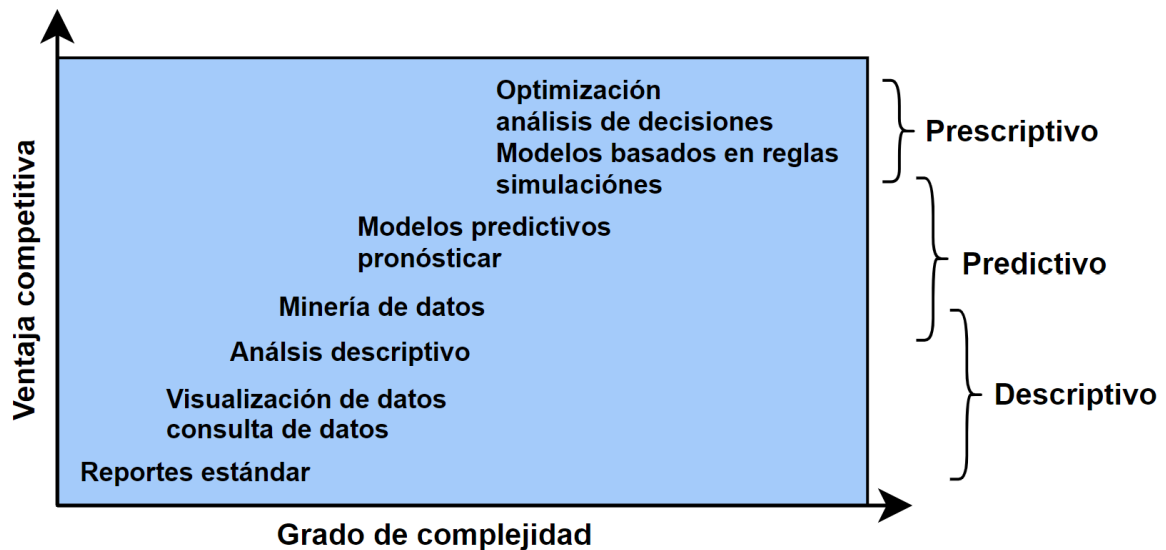 Optimización
análisis de decisiones
Modelos basados en reglas
simulaciónes
Prescriptivo
Modelos predictivos
pronósticar
Predictivo
Minería de datos
Análsis descriptivo
Descriptivo
Visualización de datos
consulta de datos
Reportes estándar
Ventaja competitiva
Grado de complejidad